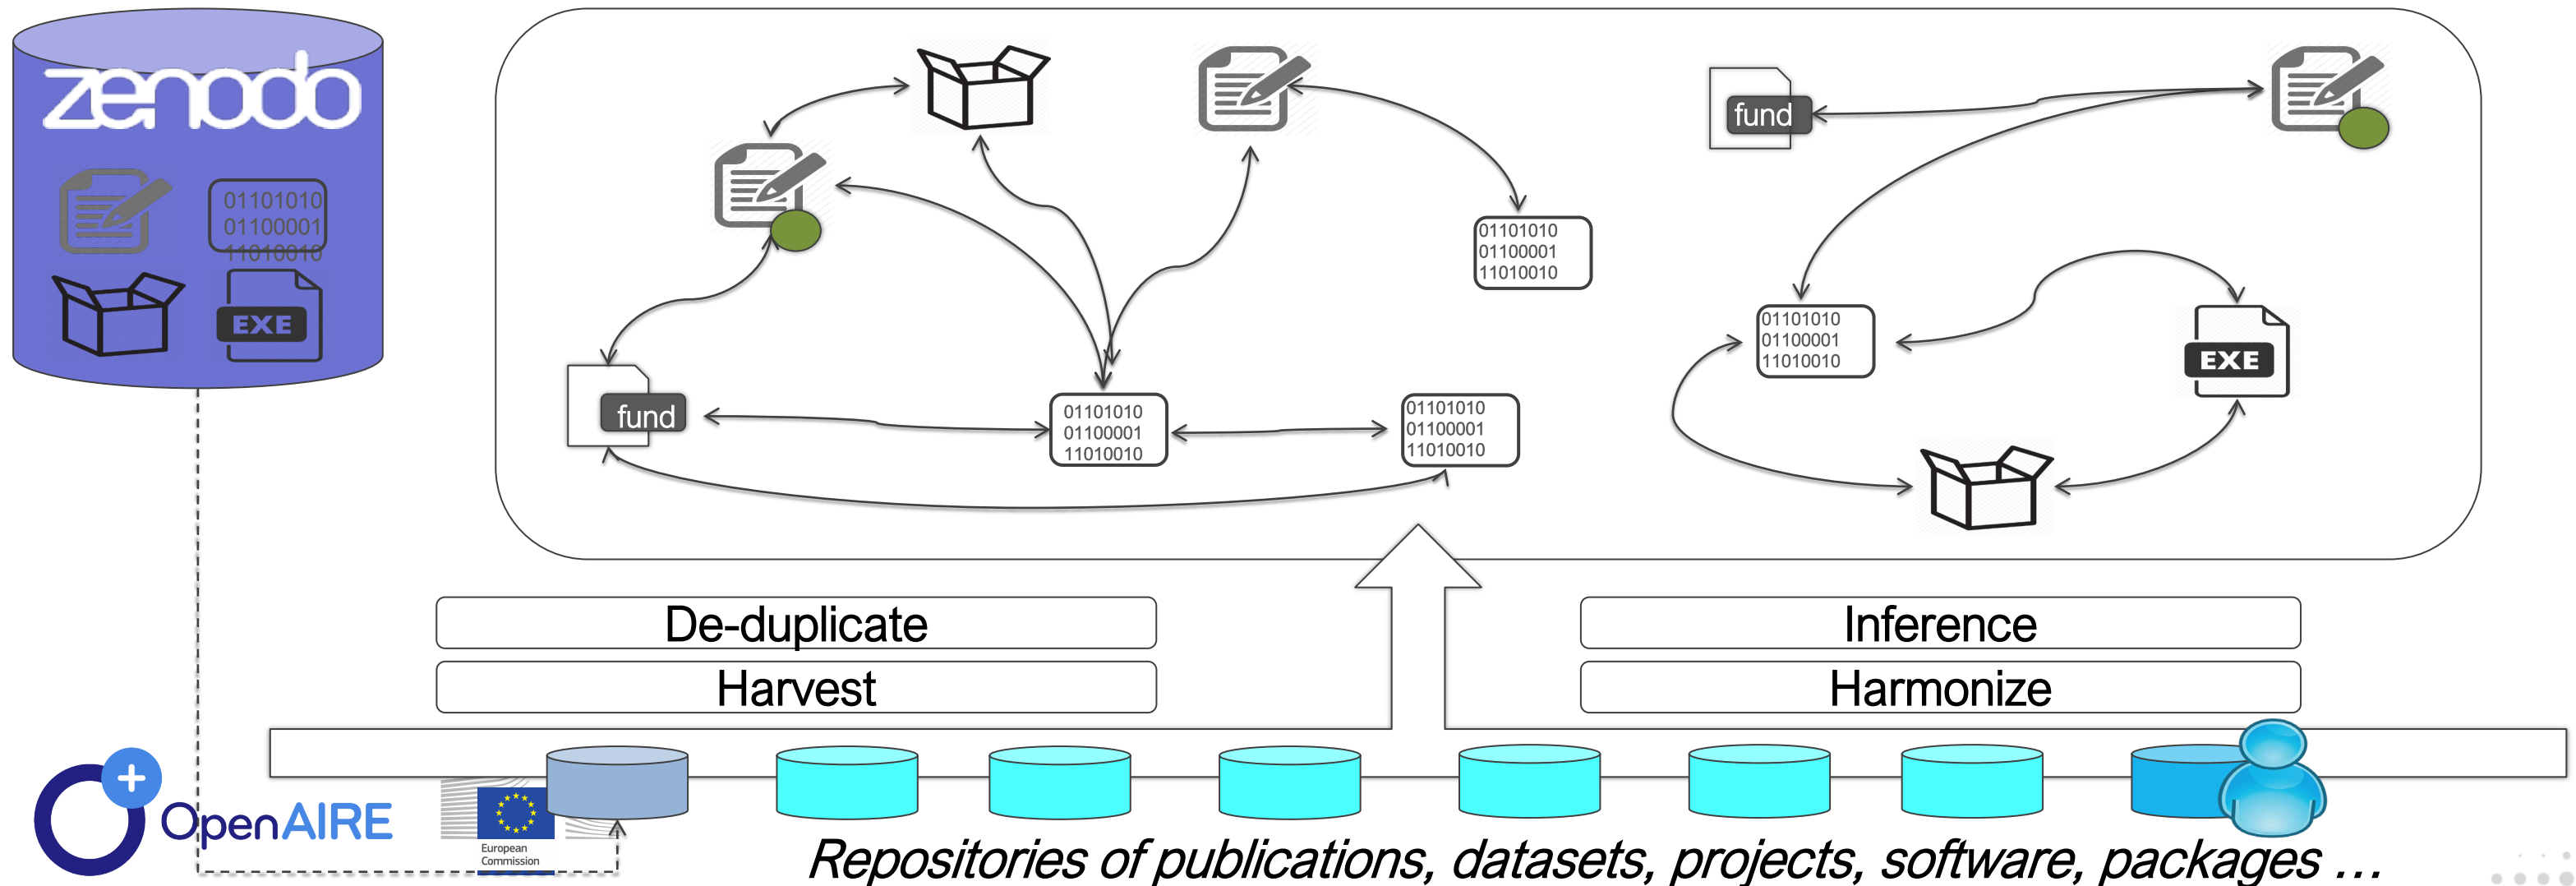 zenodo
01101010
01100001
11010010
EXE
fund
01101010
01100001
11010010
01101010
01100001
11010010
01101010
01100001
11010010
fund
01101010
01100001
11010010
EXE
De-duplicate
Harvest
Inference
Harmonize
OpenAIRE
European
Commission
Repositories of publications, datasets, projects, software, packages ...